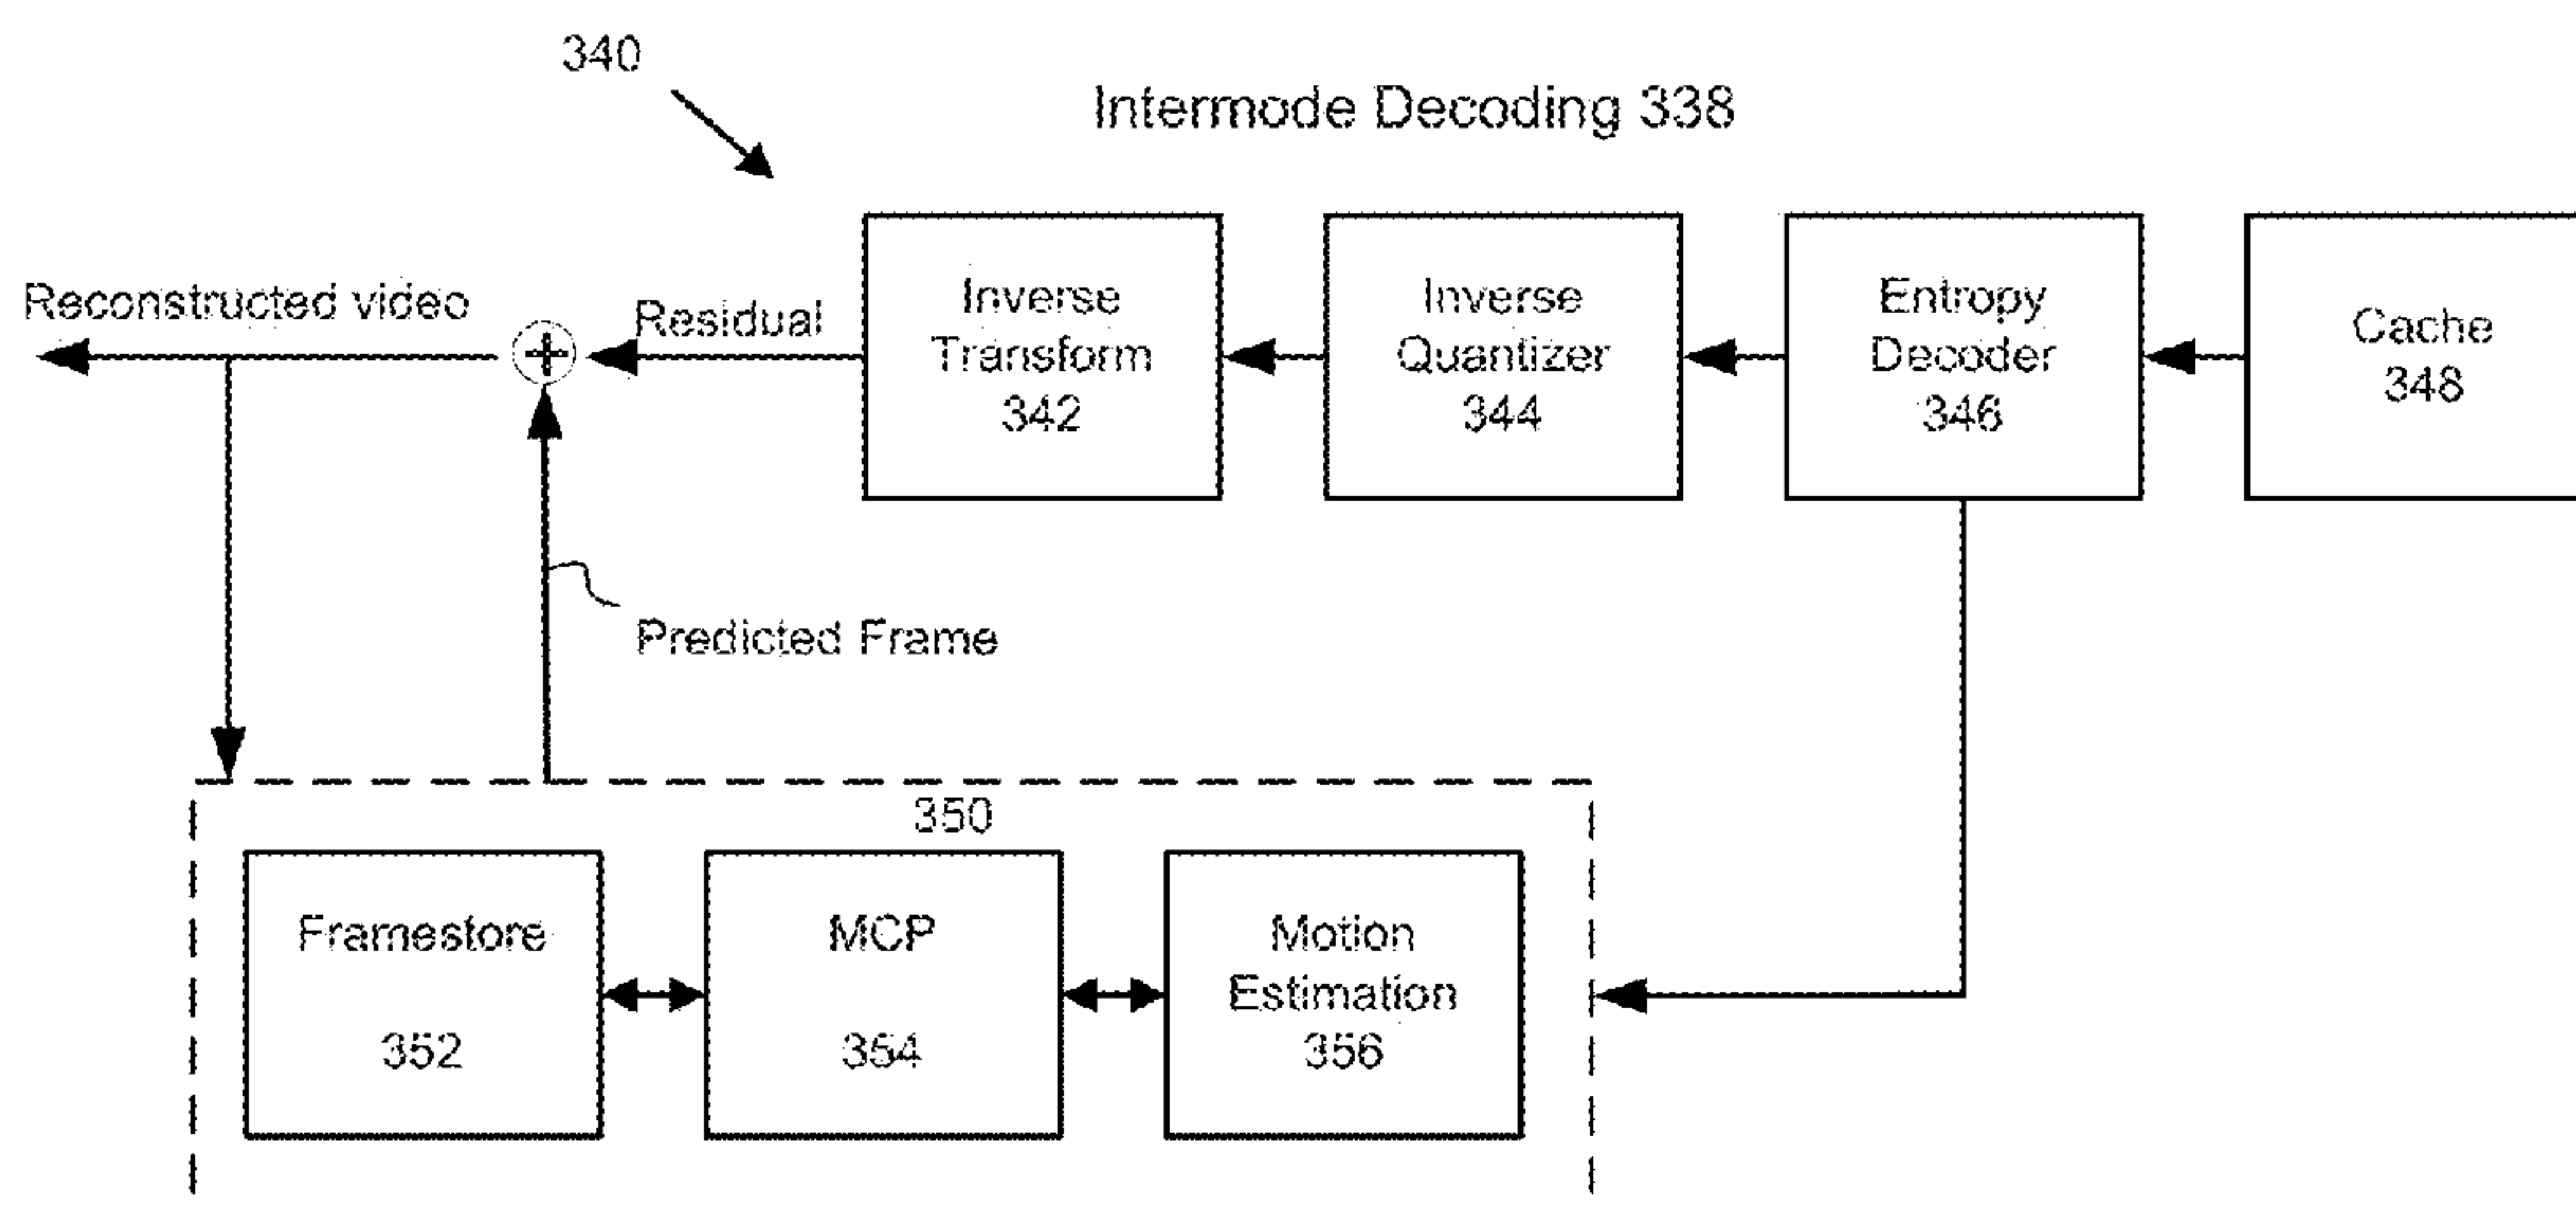 340
Intermode Decoding 338
Reconstructed video
Residual
Inverse
Transform
342
Inverse
Quantizer
344
Entropy
Decoder
346
Cache
348
Predicted Frame
350
Framestore
352
MCP
354
Motion
Estimation
356